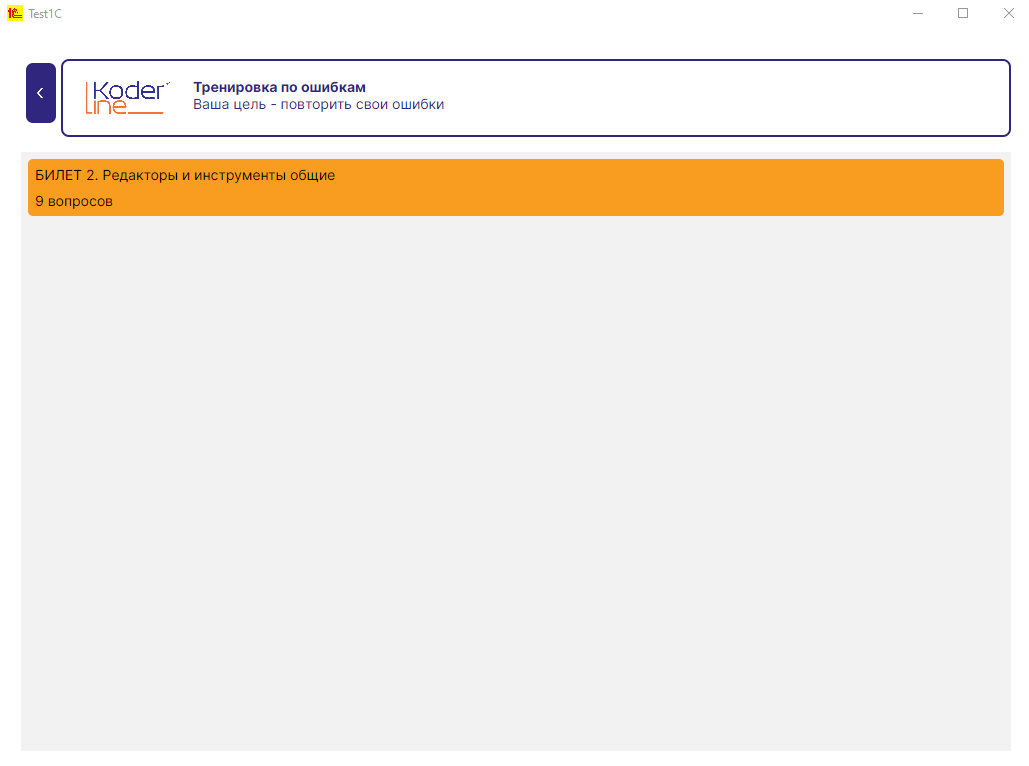 Test1C
Koder
line
Тренировка по ошибкам
Ваша цель - повторить свои ошибки
БИЛЕТ 2. Редакторы и инструменты общие
9 вопросов